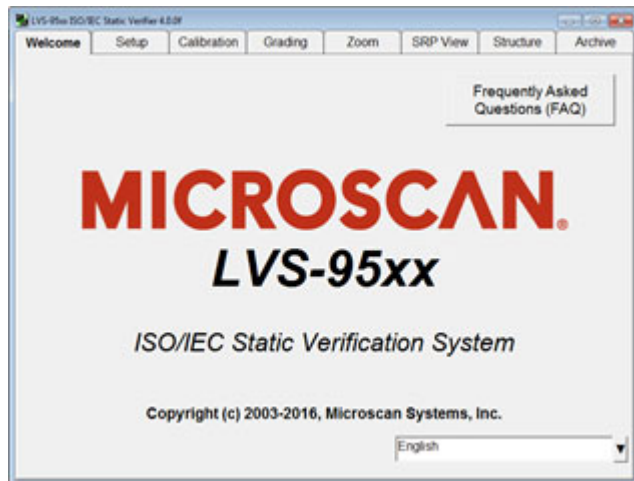 LVS-95xx ISO/IEC Static Verifier 4.0.0f
Welcome Setup Calibration Grading Zoom SRP View Structure Archive
Frequently Asked
Questions (FAQ)
MICROSCAN®
LVS-95xx
ISO/IEC Static Verification System
Copyright (c) 2003-2016, Microscan Systems, Inc.
English